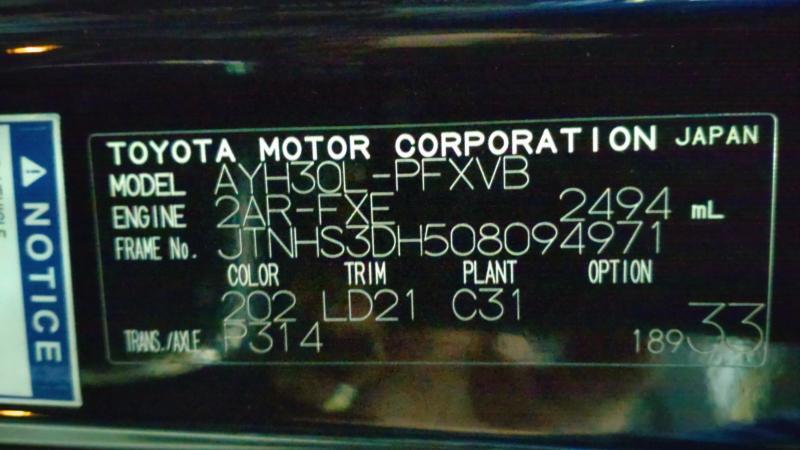 TOYOTA MOTOR CORPORATION JAPAN
MODEL AYH30L-PFXVB
ENGINE 2AR-FXE 2494 mL
FRAME No. JTNHS3DH508094971
COLOR TRIM PLANT OPTION
202 LD21 C31
TRANS./AXLE P314 18933
NOTICE